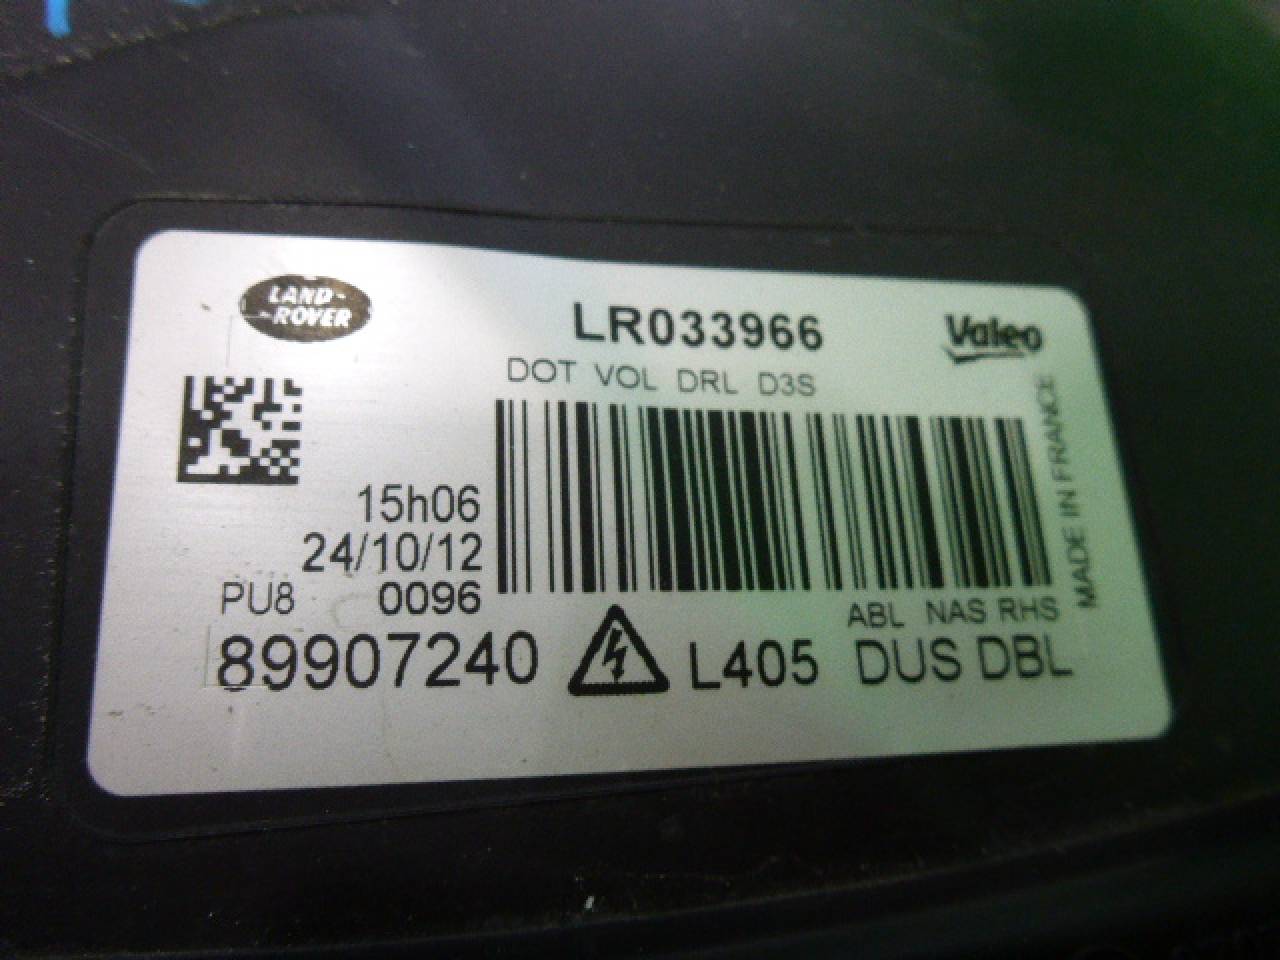 LAND-
-ROVER
LR033966
Valeo
DOT VOL DRL D3S
MADE IN FRANCE
15h06
24/10/12
PU8 0096
ABL NAS RHS
89907240 L405 DUS DBL